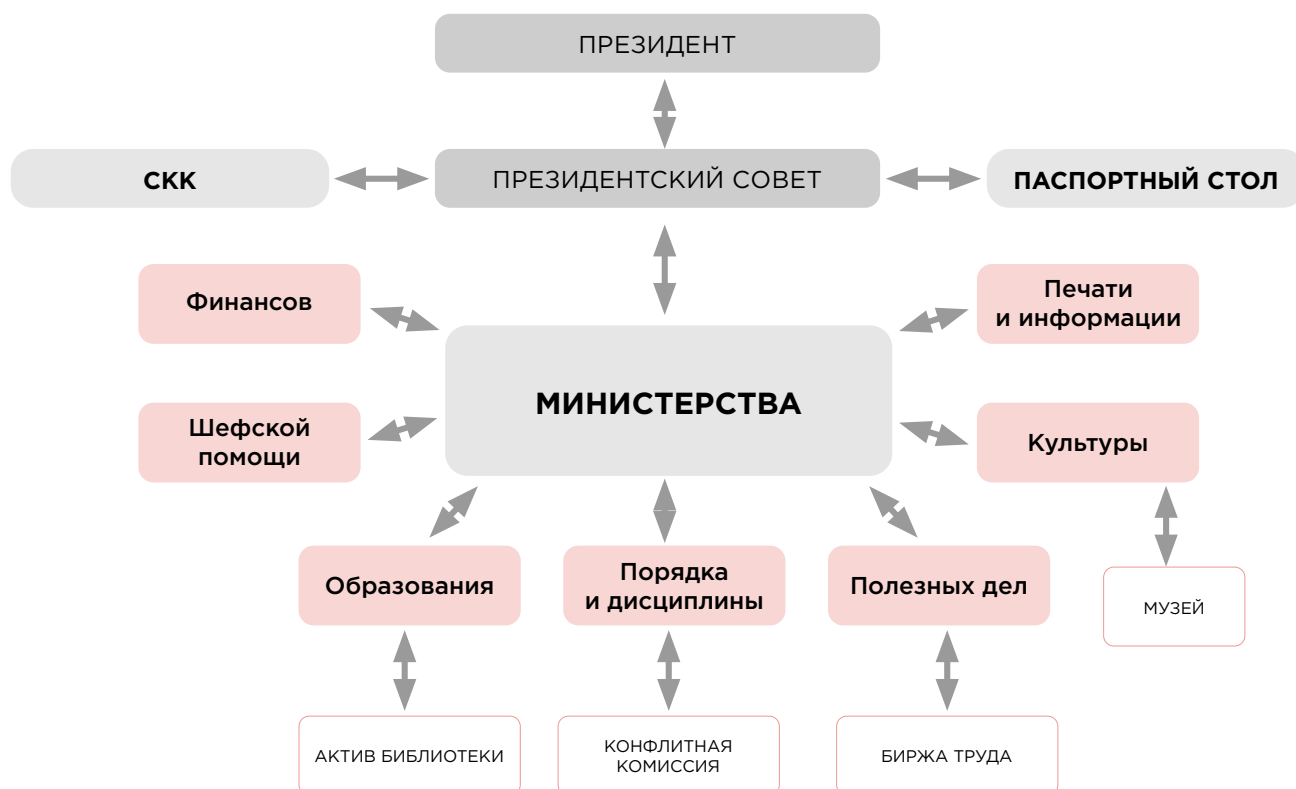 ПРЕЗИДЕНТ
СКК
ПРЕЗИДЕНТСКИЙ СОВЕТ
ПАСПОРТНЫЙ СТОЛ
Финансов
Печати
и информации
МИНИСТЕРСТВА
Шефской
помощи
Культуры
Образования
Порядка
и дисциплины
Полезных дел
МУЗЕЙ
АКТИВ БИБЛИОТЕКИ
КОНФЛИТНАЯ
КОМИССИЯ
БИРЖА ТРУДА